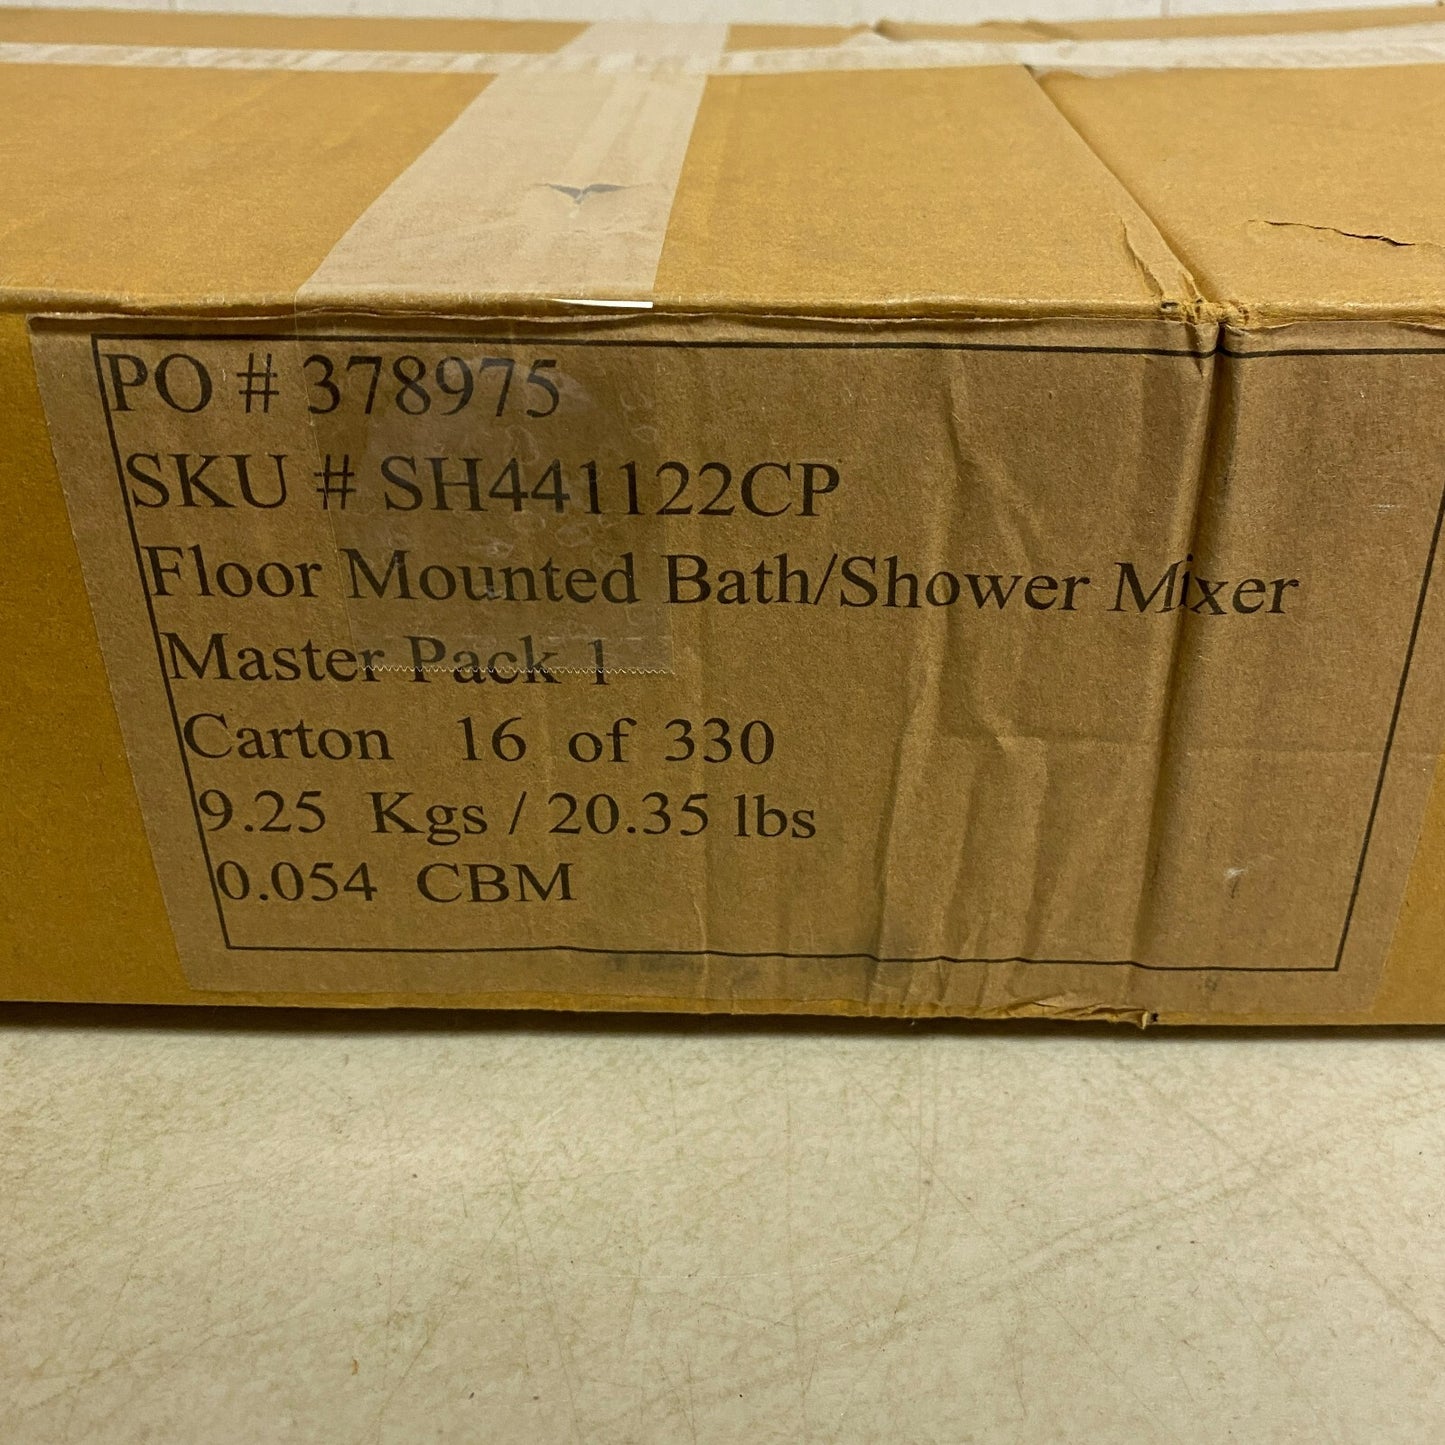 PO # 378975
SKU # SH441122CP
Floor Mounted Bath/Shower Mixer
Master Pack 1
Carton 16 of 330
9.25 Kgs / 20.35 lbs
0.054 CBM